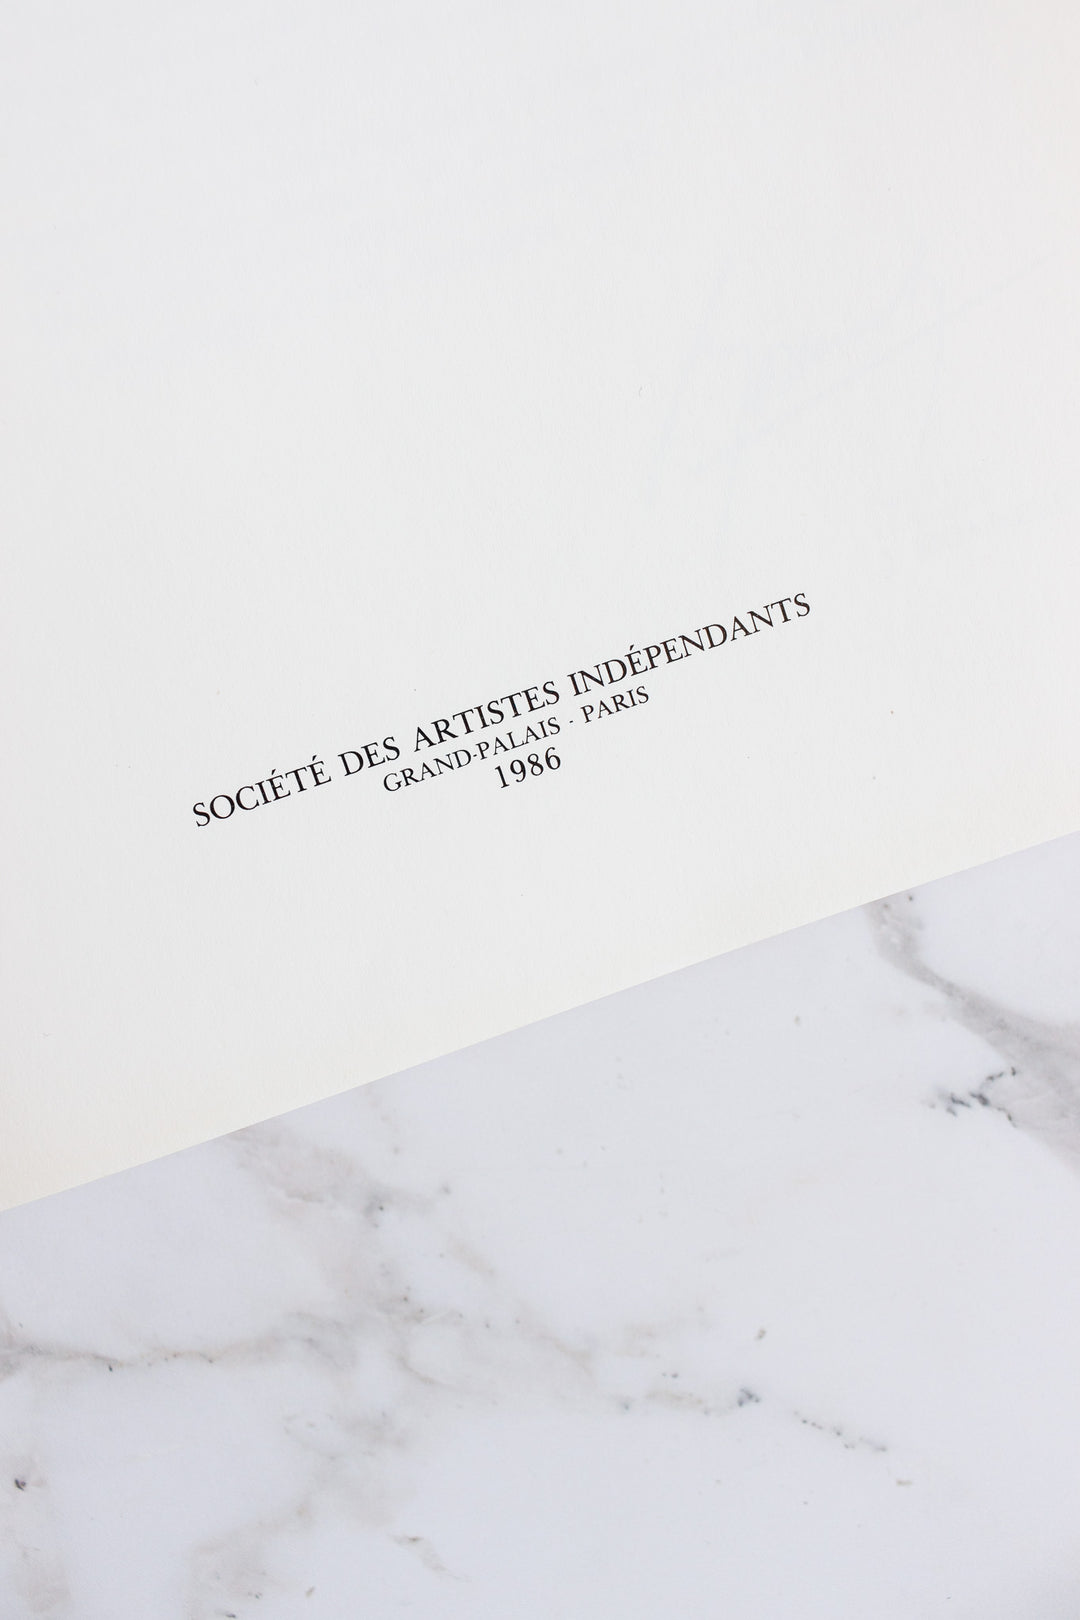 SOCIÉTÉ DES ARTISTES INDÉPENDANTS
GRAND-PALAIS - PARIS
1986